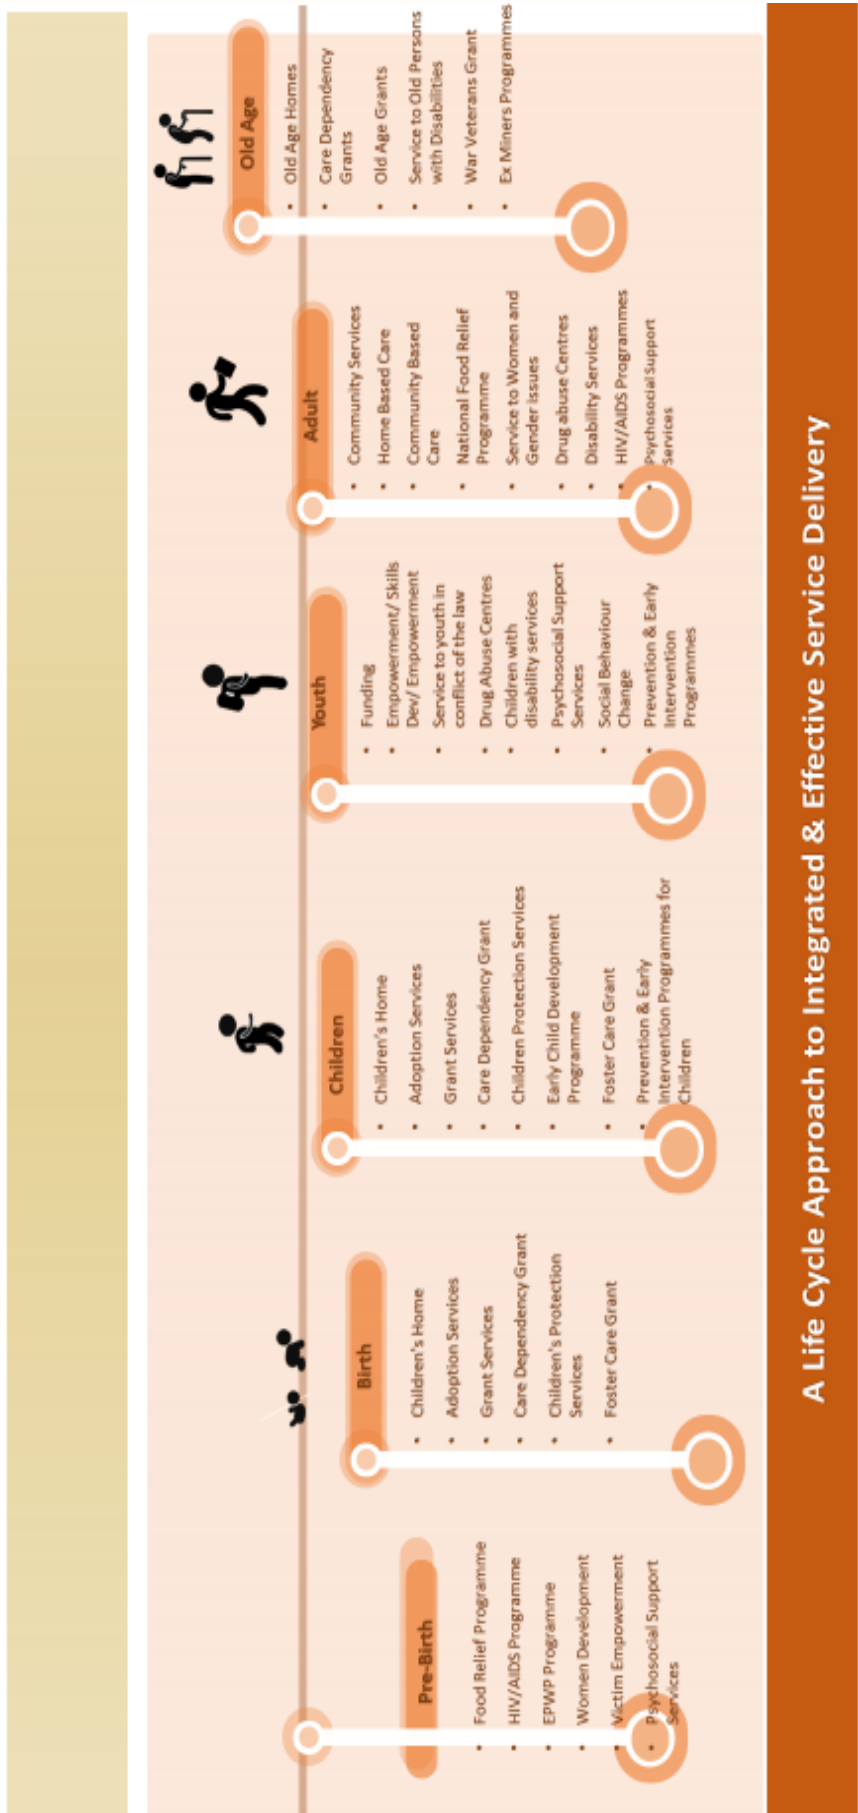 Pre-Birth
• Food Relief Programme
• HIV/AIDS Programme
• EPWP Programme
• Women Development
• Victim Empowerment
• Psychosocial Support
Services
Birth
• Children's Home
• Adoption Services
• Grant Services
• Care Dependency Grant
• Children's Protection
Services
• Foster Care Grant
Children
• Children's Home
• Adoption Services
• Grant Services
• Care Dependency Grant
• Children Protection Services
• Early Child Development
Programme
• Foster Care Grant
• Prevention & Early
Intervention Programmes for
Children
Youth
• Funding
• Empowerment/ Skills
Dev/ Empowerment
• Service to youth in
conflict of the law
• Drug Abuse Centres
• Children with
disability services
• Psychosocial Support
Services
• Social Behaviour
Change
• Prevention & Early
Intervention
Programmes
Adult
• Community Services
• Home Based Care
• Community Based
Care
• National Food Relief
Programme
• Service to Women and
Gender issues
• Drug abuse Centres
• Disability Services
• HIV/AIDS Programmes
• Psychosocial Support
Services
Old Age
• Old Age Homes
• Care Dependency
Grants
• Old Age Grants
• Service to Old Persons
with Disabilities
• War Veterans Grant
• Ex Miners Programmes
A Life Cycle Approach to Integrated & Effective Service Delivery